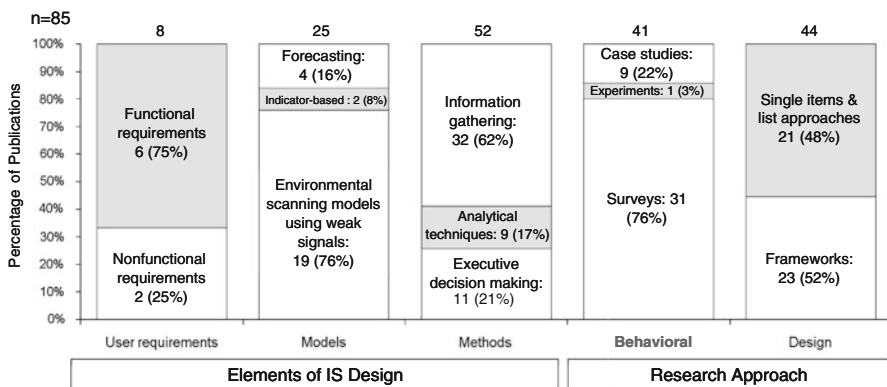 n=85
8
25
52
41
44
Percentage of Publications
100%
90%
80%
70%
60%
50%
40%
30%
20%
10%
0%
Functional
requirements
6 (75%)
Nonfunctional
requirements
2 (25%)
Forecasting:
4 (16%)
Indicator-based : 2 (8%)
Environmental
scanning models
using weak
signals:
19 (76%)
Information
gathering:
32 (62%)
Analytical
techniques: 9 (17%)
Executive
decision making:
11 (21%)
Case studies:
9 (22%)
Experiments: 1 (3%)
Surveys: 31
(76%)
Single items &
list approaches
21 (48%)
Frameworks:
23 (52%)
User requirements
Models
Methods
Behavioral
Design
Elements of IS Design
Research Approach